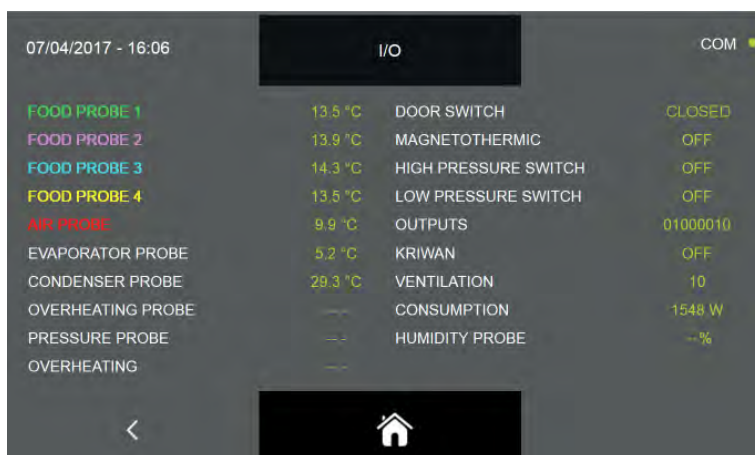 07/04/2017 - 16:06 I/O COM
FOOD PROBE 1 13.5 °C DOOR SWITCH CLOSED
FOOD PROBE 2 13.9 °C MAGNETOTHERMIC OFF
FOOD PROBE 3 14.3 °C HIGH PRESSURE SWITCH OFF
FOOD PROBE 4 13.5 °C LOW PRESSURE SWITCH OFF
AIR PROBE 9.9 °C OUTPUTS 01000010
EVAPORATOR PROBE 5.2 °C KRIWAN OFF
CONDENSER PROBE 29.3 °C VENTILATION 10
OVERHEATING PROBE --.- CONSUMPTION 1548 W
PRESSURE PROBE --.- HUMIDITY PROBE --%
OVERHEATING --.-